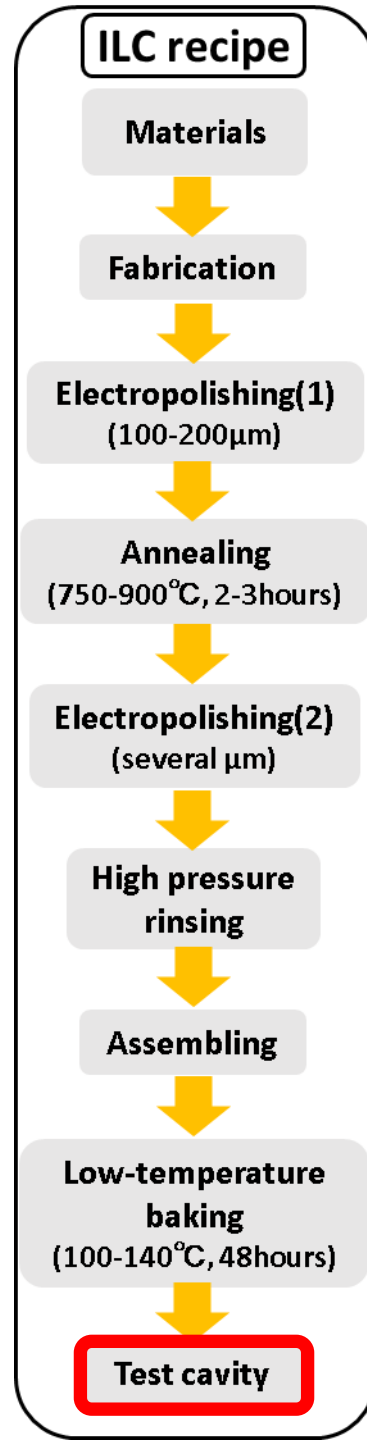 ILC recipe
Materials
Fabrication
Electropolishing(1)
(100-200μm)
Annealing
(750-900℃, 2-3hours)
Electropolishing(2)
(several μm)
High pressure
rinsing
Assembling
Low-temperature
baking
(100-140℃, 48hours)
Test cavity